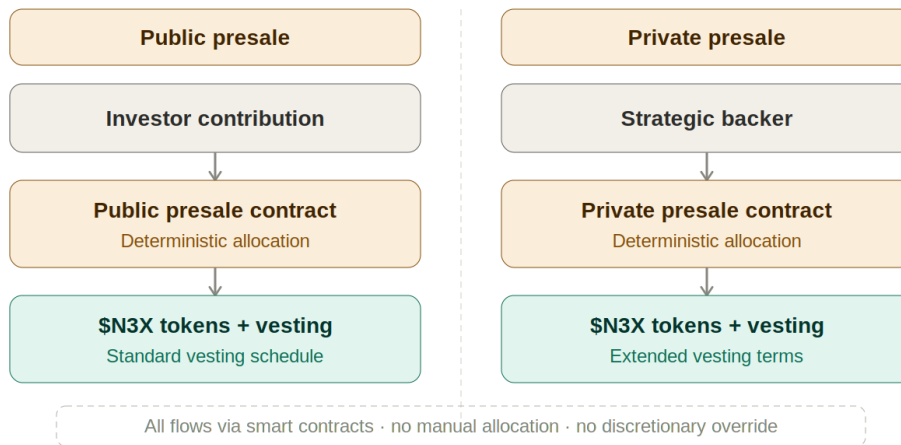 Public presale
Investor contribution
Public presale contract
Deterministic allocation
$N3X tokens + vesting
Standard vesting schedule
Private presale
Strategic backer
Private presale contract
Deterministic allocation
$N3X tokens + vesting
Extended vesting terms
All flows via smart contracts · no manual allocation · no discretionary override